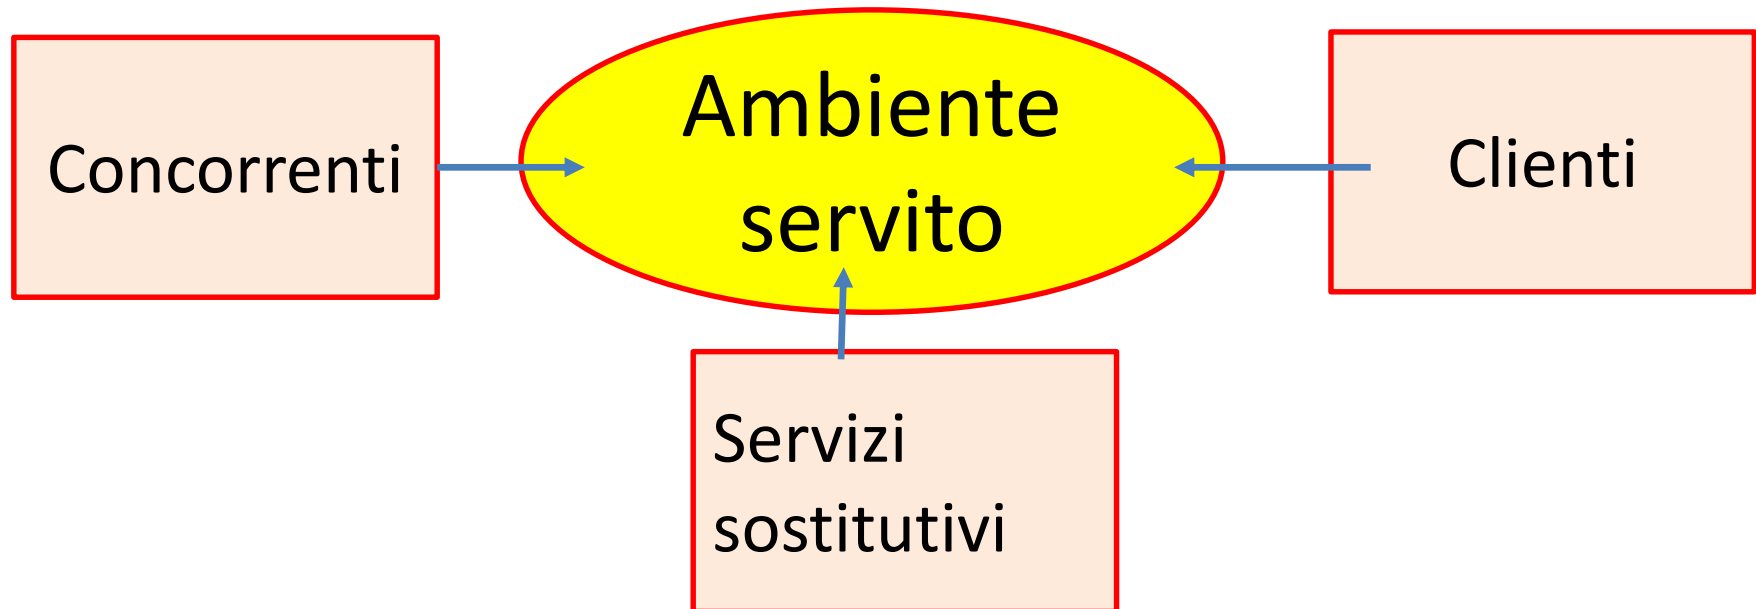 Concorrenti
Ambiente
servito
Clienti
Servizi
sostitutivi